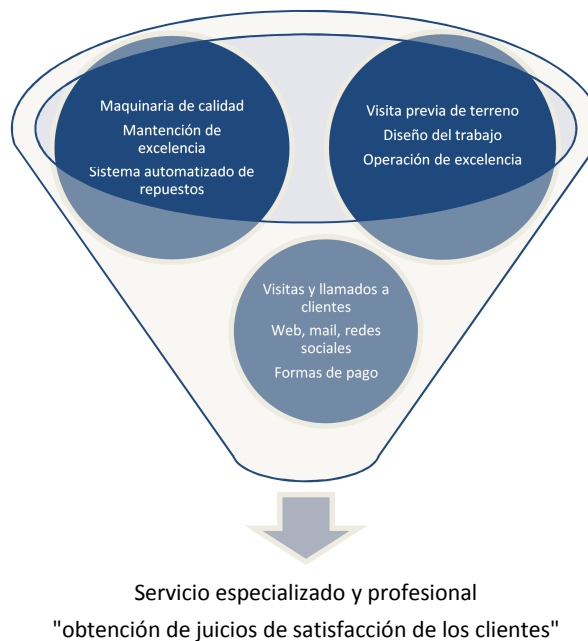 Maquinaria de calidad
Mantención de
excelencia
Sistema automatizado de
repuestos
Visita previa de terreno
Diseño del trabajo
Operación de excelencia
Visitas y llamados a
clientes
Web, mail, redes
sociales
Formas de pago
Servicio especializado y profesional
"obtención de juicios de satisfacción de los clientes"